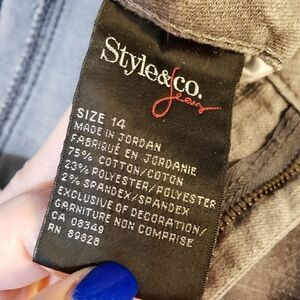 Style&co.
Jeans
SIZE 14
MADE IN JORDAN
FABRIQUÉ EN JORDANIE
75% COTTON/COTON
23% POLYESTER/POLYESTER
2% SPANDEX/SPANDEX
EXCLUSIVE OF DECORATION/
GARNITURE NON COMPRISE
CA 08349
RN 89828